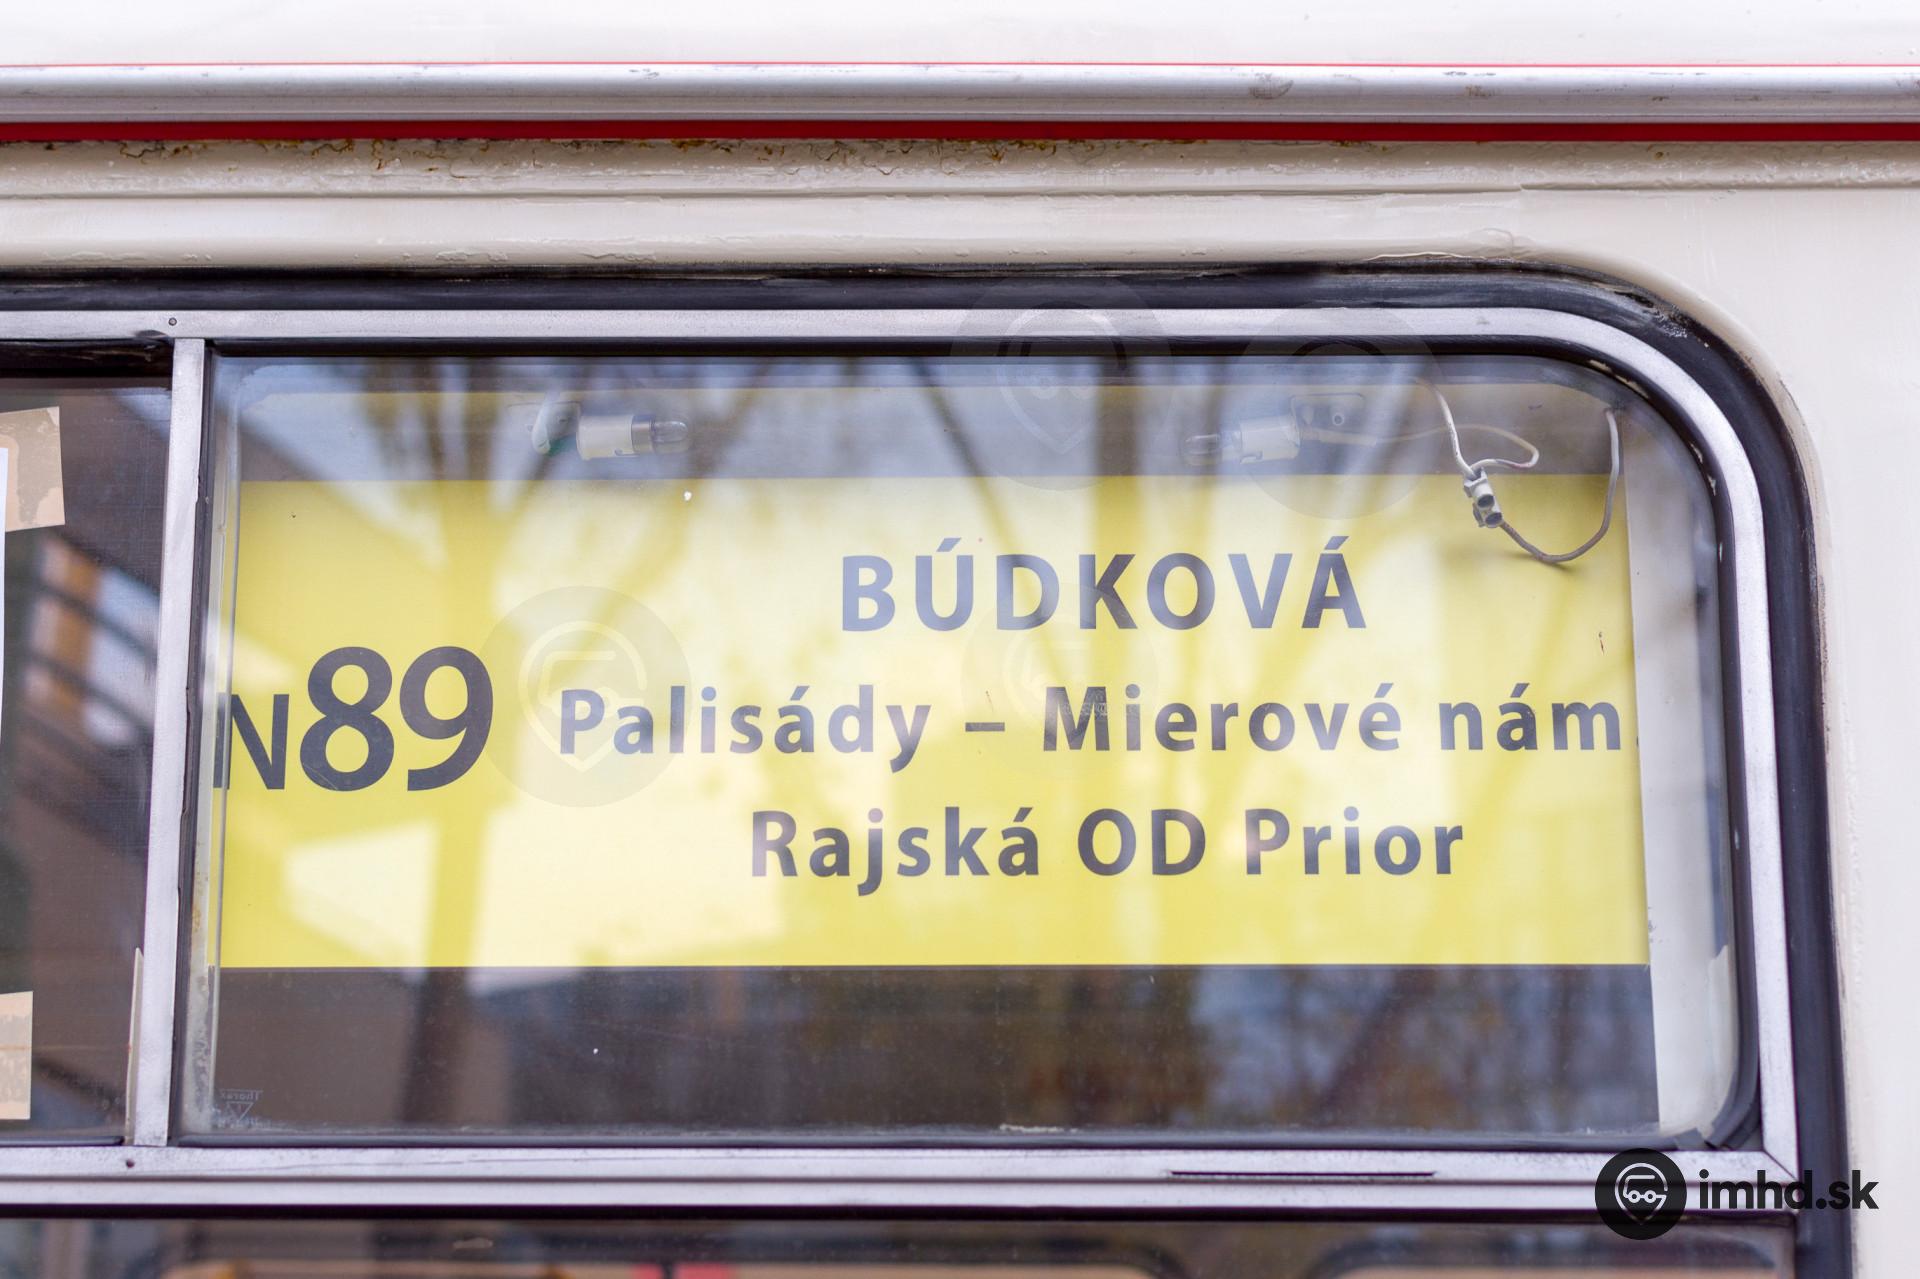 BÚDKOVÁ
N89 Palisády – Mierové nám.
Rajská OD Prior
imhd.sk